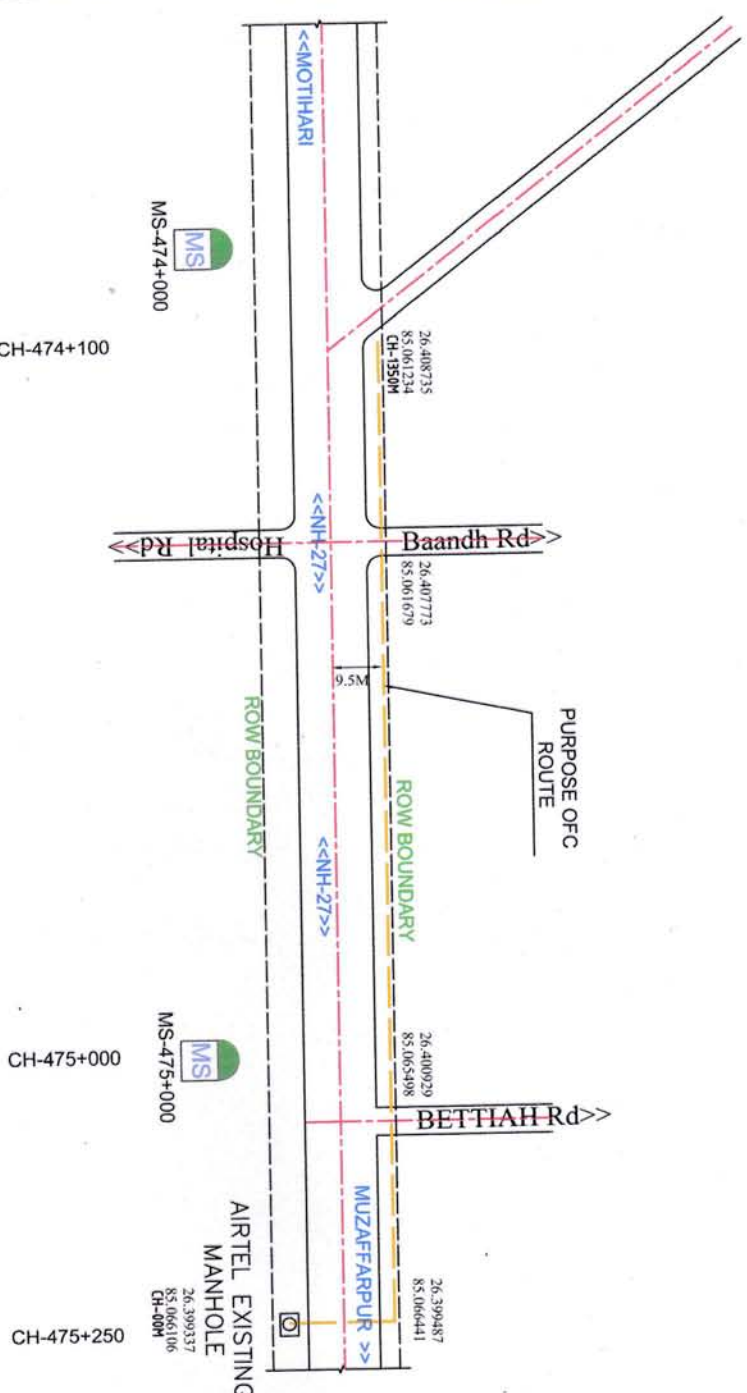 <<MOTIHARI
MS
MS-474+000
CH-474+100
26.408735
85.061234
CH-1350M
<<NH-27>>
Hospital Rd>>
Baandh Rd>>
26.407773
85.061679
9.5M
PURPOSE OFC
ROUTE
ROW BOUNDARY
ROW BOUNDARY
<<NH-27>>
MS
MS-475+000
CH-475+000
26.400929
85.065498
BETTIAH Rd>>
MUZAFFARPUR >>
26.399487
85.066441
AIRTEL EXISTING
MANHOLE
26.399337
85.066106
CH-00M
CH-475+250